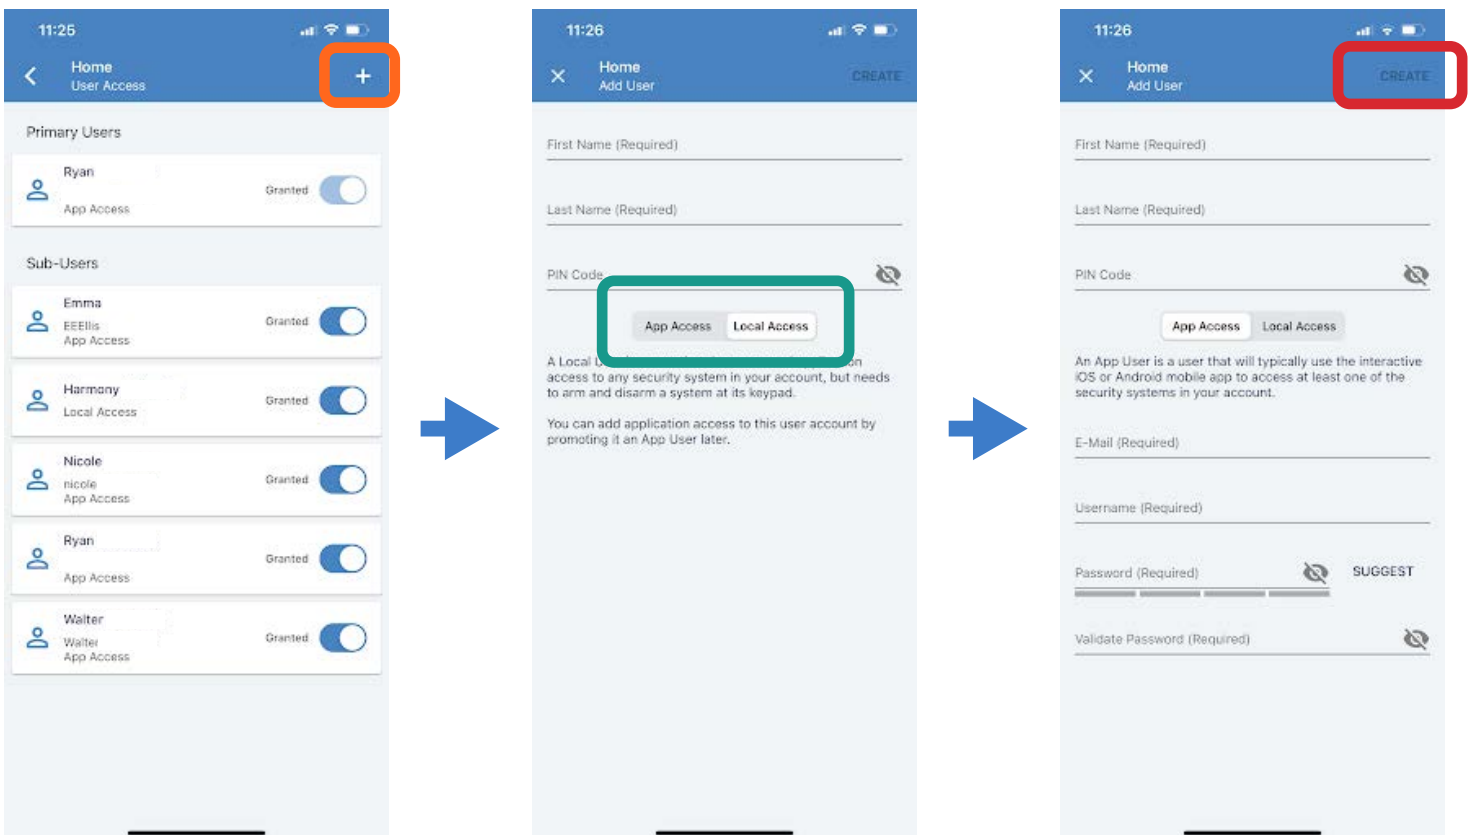 11:25
Home
User Access
+
Primary Users
Ryan
Granted
App Access
Sub-Users
Emma
EEEllis
Granted
App Access
Harmony
Granted
Local Access
Nicole
nicole
Granted
App Access
Ryan
Granted
App Access
Walter
Walter
Granted
App Access
11:26
Home
Add User
CREATE
First Name (Required)
Last Name (Required)
PIN Code
App Access Local Access
A Local on
access to any security system in your account, but needs
to arm and disarm a system at its keypad.
You can add application access to this user account by
promoting it an App User later.
11:26
Home
Add User
CREATE
First Name (Required)
Last Name (Required)
PIN Code
App Access Local Access
An App User is a user that will typically use the interactive
iOS or Android mobile app to access at least one of the
security systems in your account.
E-Mail (Required)
Username (Required)
Password (Required)
SUGGEST
Validate Password (Required)